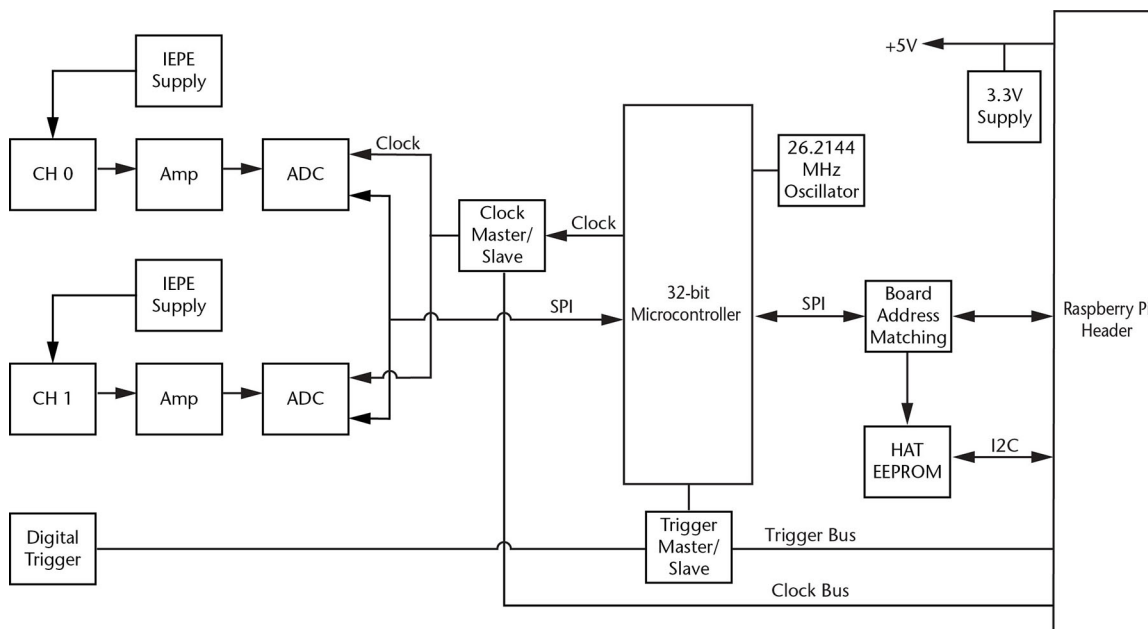 IEPE
Supply
+5V
3.3V
Supply
CH 0
Amp
ADC
Clock
26.2144
MHz
Oscillator
Clock
Master/
Slave
Clock
IEPE
Supply
SPI
32-bit
Microcontroller
SPI
Board
Address
Matching
Raspberry Pi
Header
CH 1
Amp
ADC
HAT
EEPROM
I2C
Digital
Trigger
Trigger
Master/
Slave
Trigger Bus
Clock Bus